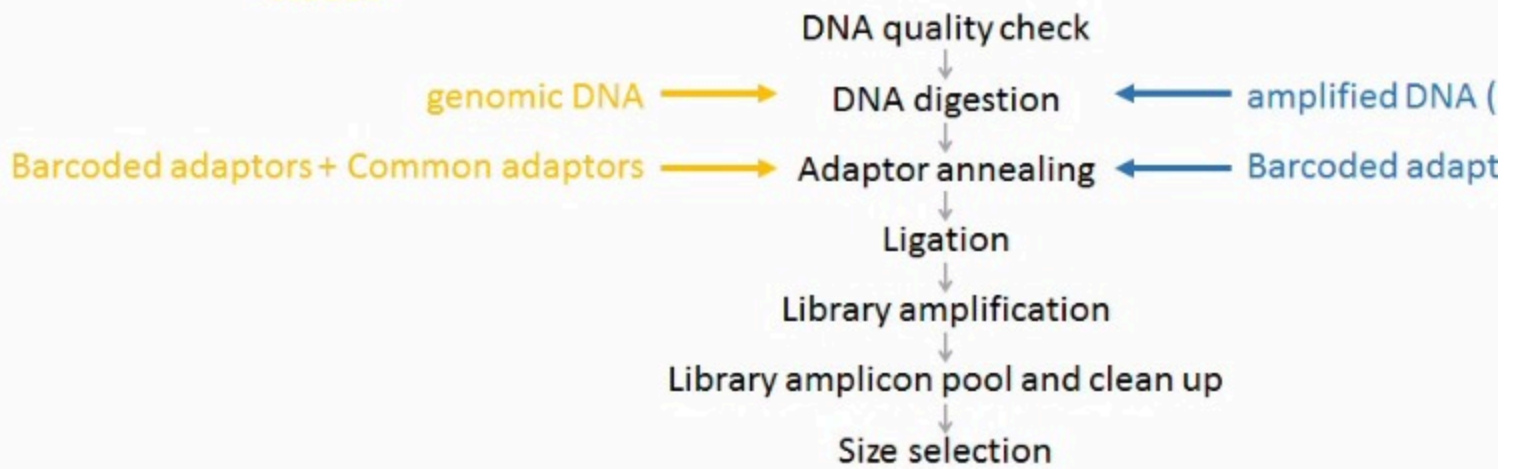 DNA quality check
genomic DNA DNA digestion amplified DNA (
Barcoded adaptors + Common adaptors Adaptor annealing Barcoded adapt
Ligation
Library amplification
Library amplicon pool and clean up
Size selection